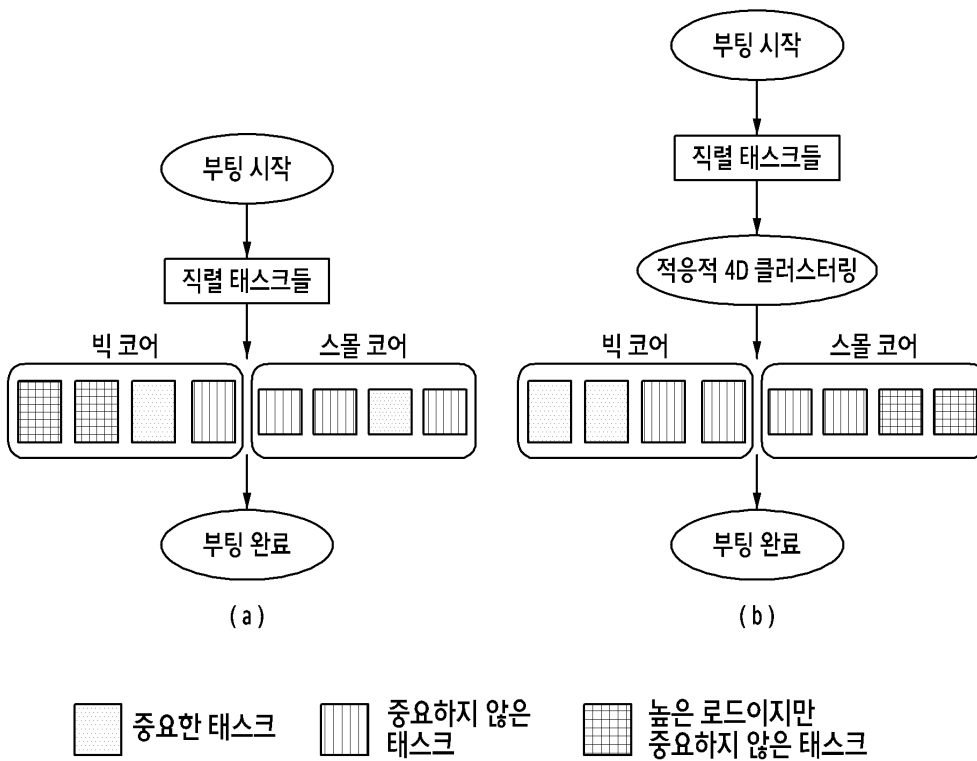 부팅 시작
직렬 태스크들
빅 코어
스몰 코어
부팅 완료
( a )
부팅 시작
직렬 태스크들
적응적 4D 클러스터링
빅 코어
스몰 코어
부팅 완료
( b )
중요한 태스크
중요하지 않은
태스크
높은 로드이지만
중요하지 않은 태스크